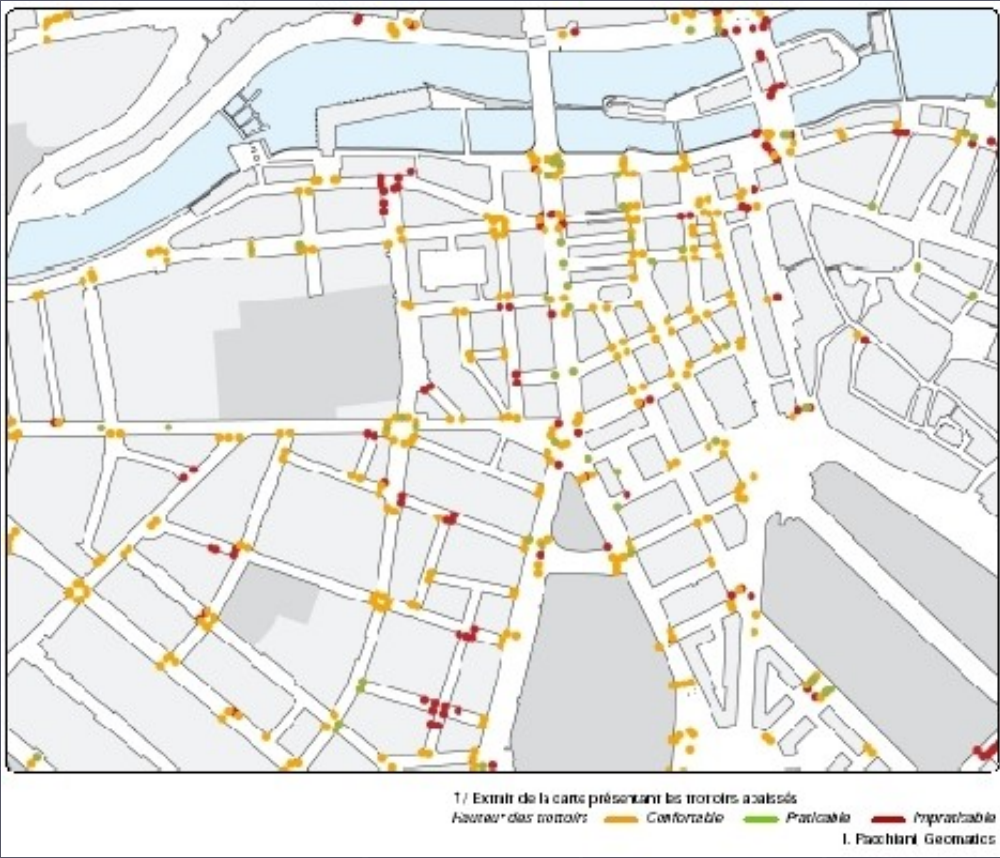 1/ Extrait de la carte présentant les trottoirs abaissés
Hauteur des trottoirs Confortable Praticable Impraticable
I. Pacchiani, Geomatics